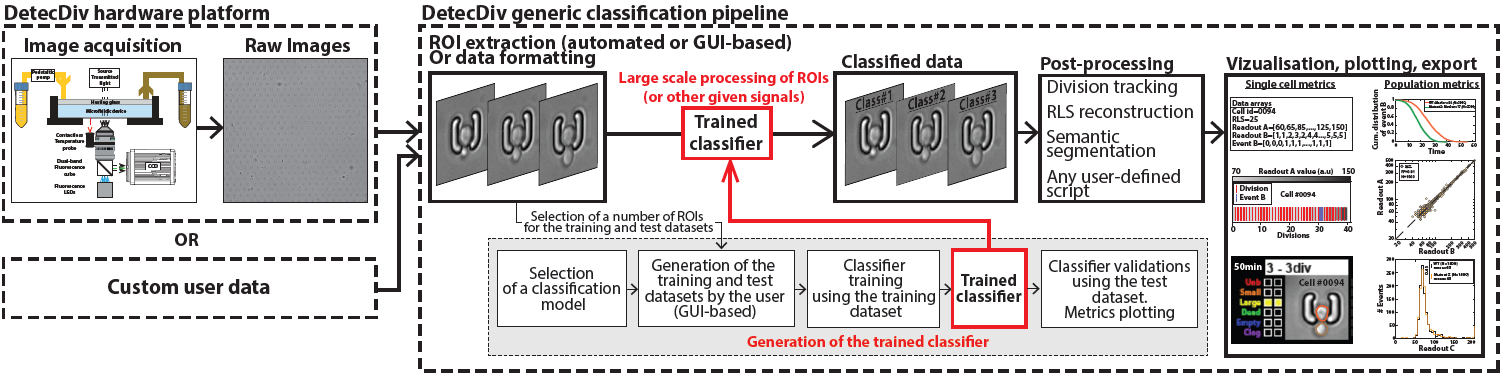 DetecDiv hardware platform
Image acquisition
Raw Images
Peristaltic
pump
Source
Transmitted
light
Microfluidic device
Contactless
Temperature
probe
Dual-band
Fluorescence
cube
Fluorescence
LEDs
CCD
OR
Custom user data
DetecDiv generic classification pipeline
ROI extraction (automated or GUI-based)
Or data formatting
Large scale processing of ROIs
(or other given signals)
Trained
classifier
Classified data
Class#1
Class#2
Class#3
Post-processing
Division tracking
RLS reconstruction
Semantic
segmentation
Any user-defined
script
Selection of a number of ROIs
for the training and test datasets
Selection
of a classification
model
Generation of the
training and test
datasets by the user
(GUI-based)
Classifier
training
using the training
dataset
Trained
classifier
Classifier validations
using the test
dataset.
Metrics plotting
Generation of the trained classifier
Vizualisation, plotting, export
Single cell metrics
Data arrays
Cell id=0094
RLS=25
Readout A=[60,65,85,...,125,150]
Readout B=[1,1,2,3,2,4,4...,5,5,5]
Event B=[0,0,0,1,1,1,...,1,1,1]
70 Readout A value (a.u) 150
Division
Event B
Cell #0094
0 10 20 30 40
Divisions
50min 3 - 3div
Cell #0094
Unb
Small
Large
Dead
Empty
Clog
Population metrics
Cum. distribution
of event B
Time
Readout A
Readout B
# Events
Readout C